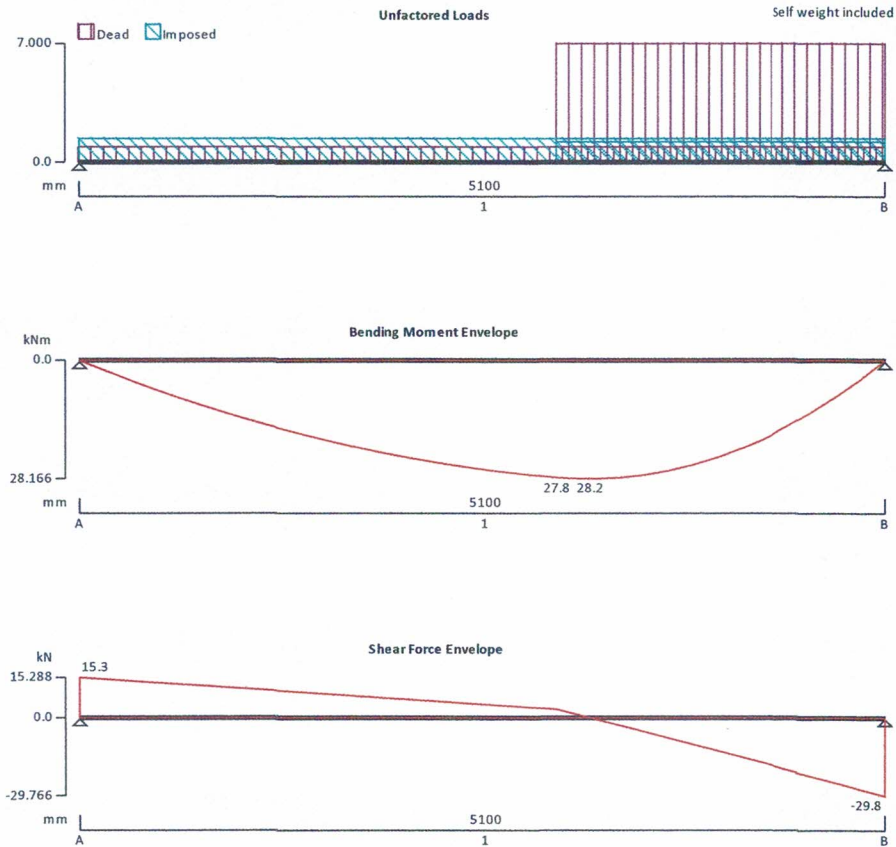 Unfactored Loads
Self weight included
Dead Imposed
7.000
0.0
mm
5100
A 1 B
Bending Moment Envelope
kNm
0.0
28.166
27.8 28.2
mm
5100
A 1 B
Shear Force Envelope
kN
15.288
15.3
0.0
-29.766
-29.8
mm
5100
A 1 B